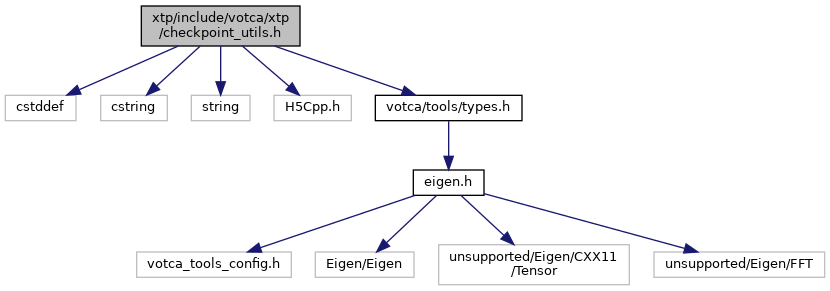 xtp/include/votca/xtp
/checkpoint_utils.h
cstddef
cstring
string
H5Cpp.h
votca/tools/types.h
eigen.h
votca_tools_config.h
Eigen/Eigen
unsupported/Eigen/CXX11
/Tensor
unsupported/Eigen/FFT